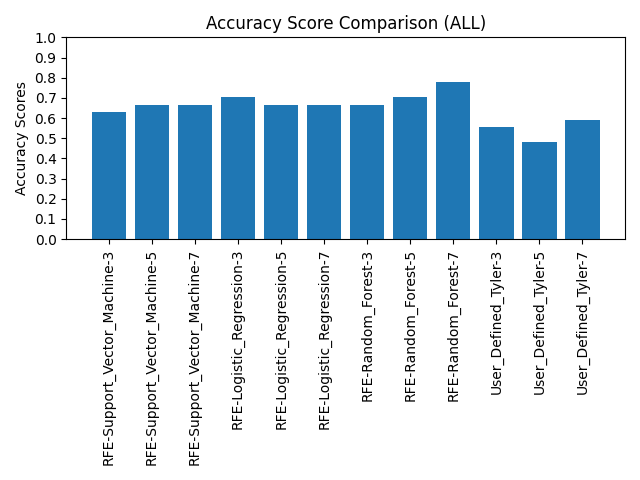 Accuracy Score Comparison (ALL)
Accuracy Scores
1.0
0.9
0.8
0.7
0.6
0.5
0.4
0.3
0.2
0.1
0.0
RFE-Support_Vector_Machine-3
RFE-Support_Vector_Machine-5
RFE-Support_Vector_Machine-7
RFE-Logistic_Regression-3
RFE-Logistic_Regression-5
RFE-Logistic_Regression-7
RFE-Random_Forest-3
RFE-Random_Forest-5
RFE-Random_Forest-7
User_Defined_Tyler-3
User_Defined_Tyler-5
User_Defined_Tyler-7